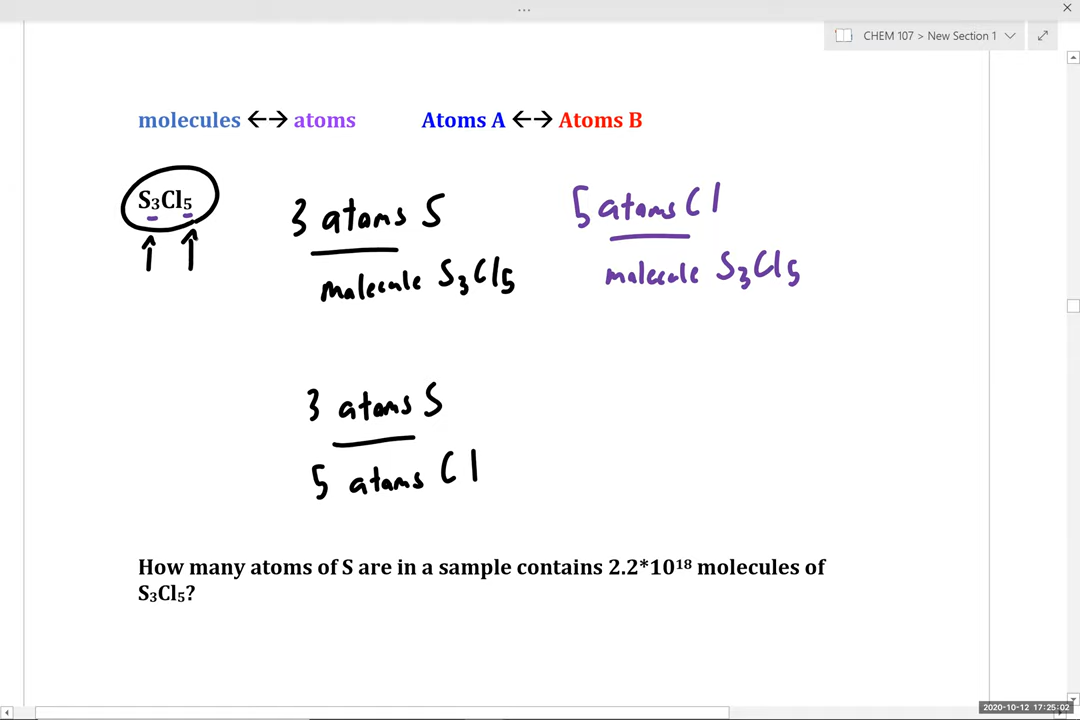 ...
CHEM 107 > New Section 1
molecules ↔ atoms Atoms A ↔ Atoms B
S₃Cl₅
3 atoms S
molecule S₃Cl₅
5 atoms Cl
molecule S₃Cl₅
3 atoms S
5 atoms Cl
How many atoms of S are in a sample contains 2.2*10¹⁸ molecules of
S₃Cl₅?
2020-10-12 17:25:02